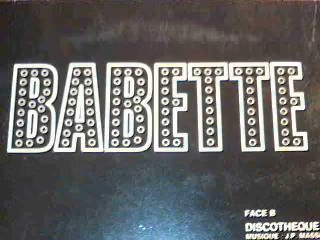 BABETTE
FACE B
DISCOTHEQUE
MUSIQUE : J.P. MASS